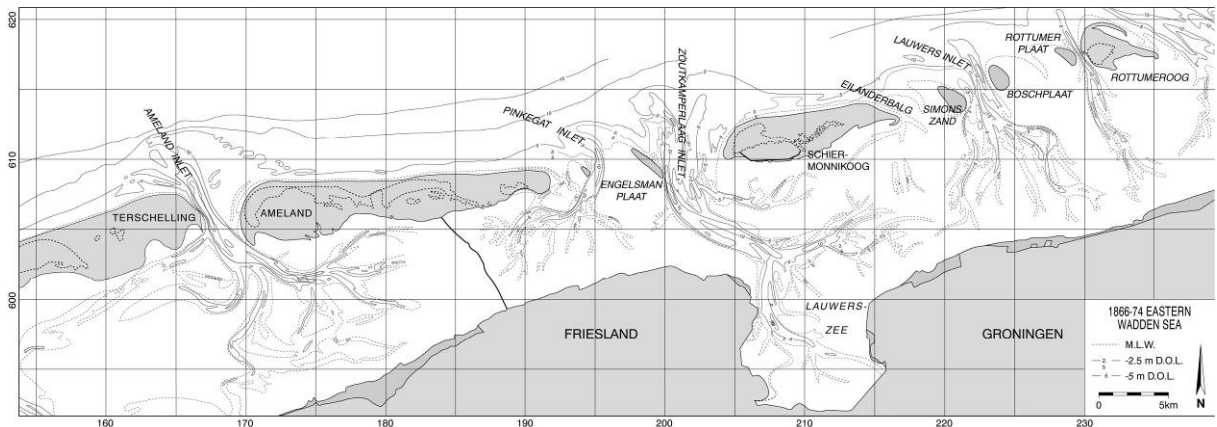 620
610
600
160
170
180
190
200
210
220
230
AMELAND INLET
PINKEGAT INLET
ZOUTKAMPERLAAG INLET
EILANDERBALG
LAUWERS INLET
ROTTUMER
PLAAT
ROTTUMEROOG
BOSCHPLAAT
SIMONS
ZAND
SCHIER-
MONNIKOOG
ENGELSMAN
PLAAT
TERSCHELLING
AMELAND
LAUWERS-
ZEE
FRIESLAND
GRONINGEN
1866-74 EASTERN
WADDEN SEA
M.L.W.
-2.5 m D.O.L.
-5 m D.O.L.
0 5km
N